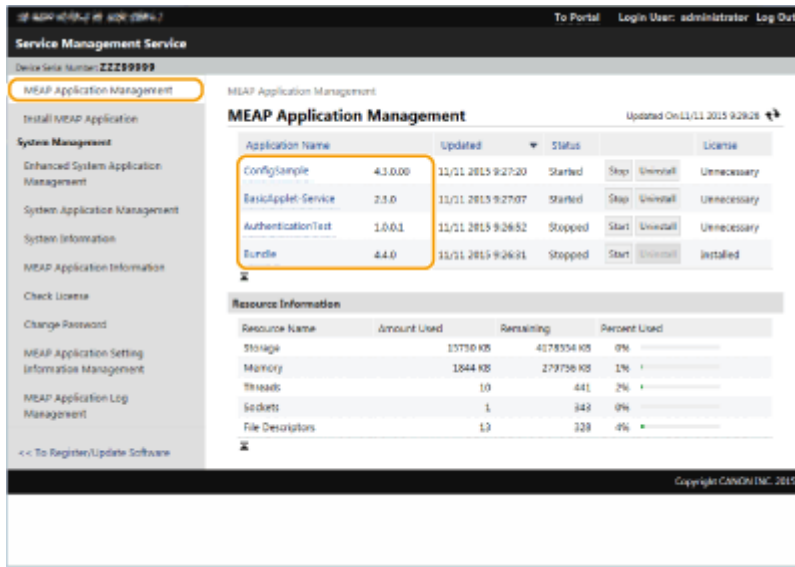 To Portal Login User: administrator Log Out
Service Management Service
Device Serial Number: ZZZ99999
MEAP Application Management
Install MEAP Application
System Management
Enhanced System Application
Management
System Application Management
System Information
MEAP Application Information
Check License
Change Password
MEAP Application Setting
Information Management
MEAP Application Log
Management
<< To Register/Update Software
MEAP Application Management
MEAP Application Management Updated On:11/11 2015 9:29:28
Application Name Updated Status License
ConfigSample 4.3.0.00 11/11 2015 9:27:20 Started Stop Uninstall Unnecessary
BasicApplet-Service 2.3.0 11/11 2015 9:27:07 Started Stop Uninstall Unnecessary
AuthenticationTest 1.0.0.1 11/11 2015 9:26:52 Stopped Start Uninstall Unnecessary
Bundle 4.4.0 11/11 2015 9:26:31 Stopped Start Uninstall Installed
Resource Information
Resource Name Amount Used Remaining Percent Used
Storage 15750 KB 4178554 KB 0%
Memory 1844 KB 279756 KB 1%
Threads 10 441 2%
Sockets 1 343 0%
File Descriptors 13 328 4%
Copyright CANON INC. 2015